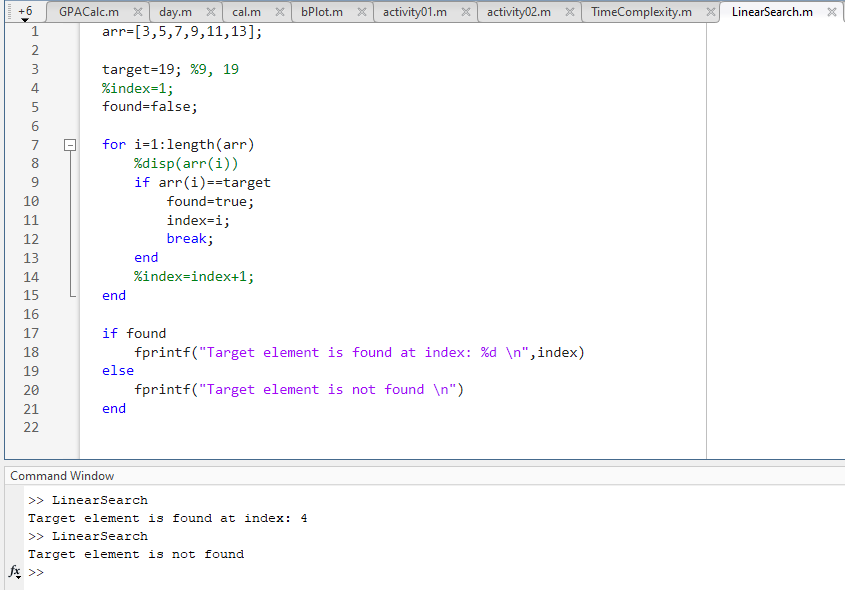 +6 GPACalc.m × day.m × cal.m × bPlot.m × activity01.m × activity02.m × TimeComplexity.m × LinearSearch.m ×
1 arr=[3,5,7,9,11,13];
2
3 target=19; %9, 19
4 %index=1;
5 found=false;
6
7 for i=1:length(arr)
8 %disp(arr(i))
9 if arr(i)==target
10 found=true;
11 index=i;
12 break;
13 end
14 %index=index+1;
15 end
16
17 if found
18 fprintf("Target element is found at index: %d \n",index)
19 else
20 fprintf("Target element is not found \n")
21 end
22
Command Window
>> LinearSearch
Target element is found at index: 4
>> LinearSearch
Target element is not found
fx >>